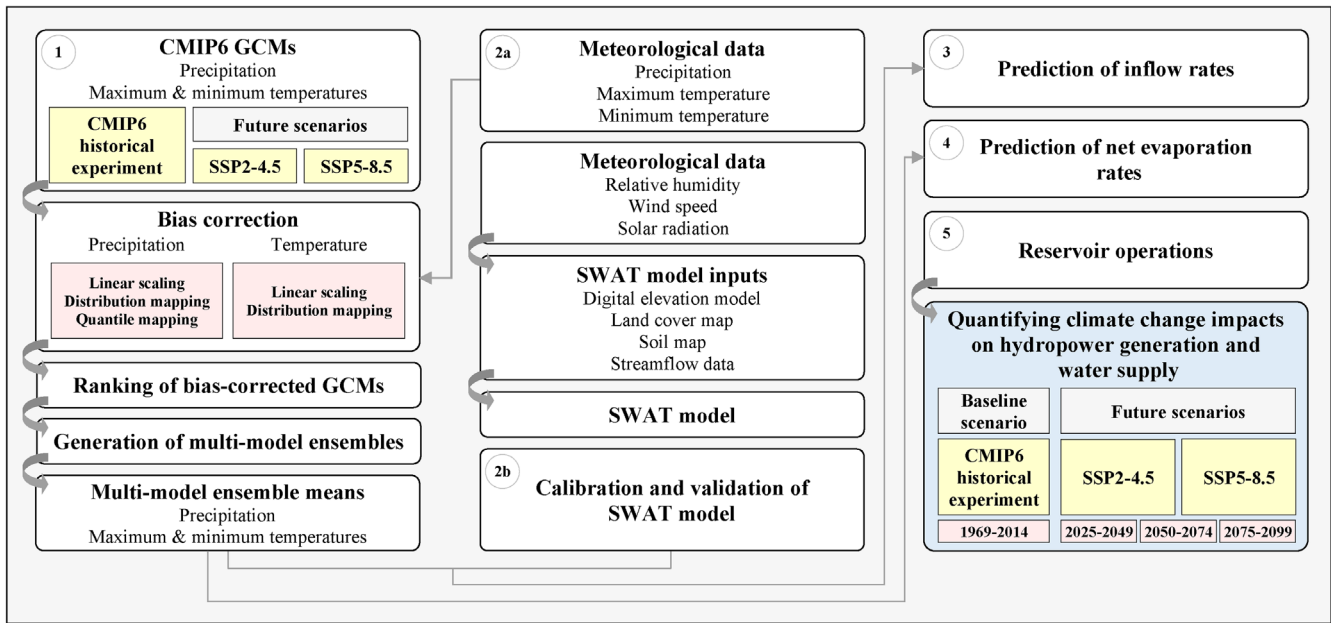 1
CMIP6 GCMs
Precipitation
Maximum & minimum temperatures
CMIP6
historical
experiment
Future scenarios
SSP2-4.5
SSP5-8.5
Bias correction
Precipitation
Linear scaling
Distribution mapping
Quantile mapping
Temperature
Linear scaling
Distribution mapping
Ranking of bias-corrected GCMs
Generation of multi-model ensembles
Multi-model ensemble means
Precipitation
Maximum & minimum temperatures
2a
Meteorological data
Precipitation
Maximum temperature
Minimum temperature
Meteorological data
Relative humidity
Wind speed
Solar radiation
SWAT model inputs
Digital elevation model
Land cover map
Soil map
Streamflow data
SWAT model
2b
Calibration and validation of
SWAT model
3
Prediction of inflow rates
4
Prediction of net evaporation
rates
5
Reservoir operations
Quantifying climate change impacts
on hydropower generation and
water supply
Baseline
scenario
Future scenarios
CMIP6
historical
experiment
SSP2-4.5
SSP5-8.5
1969-2014
2025-2049
2050-2074
2075-2099